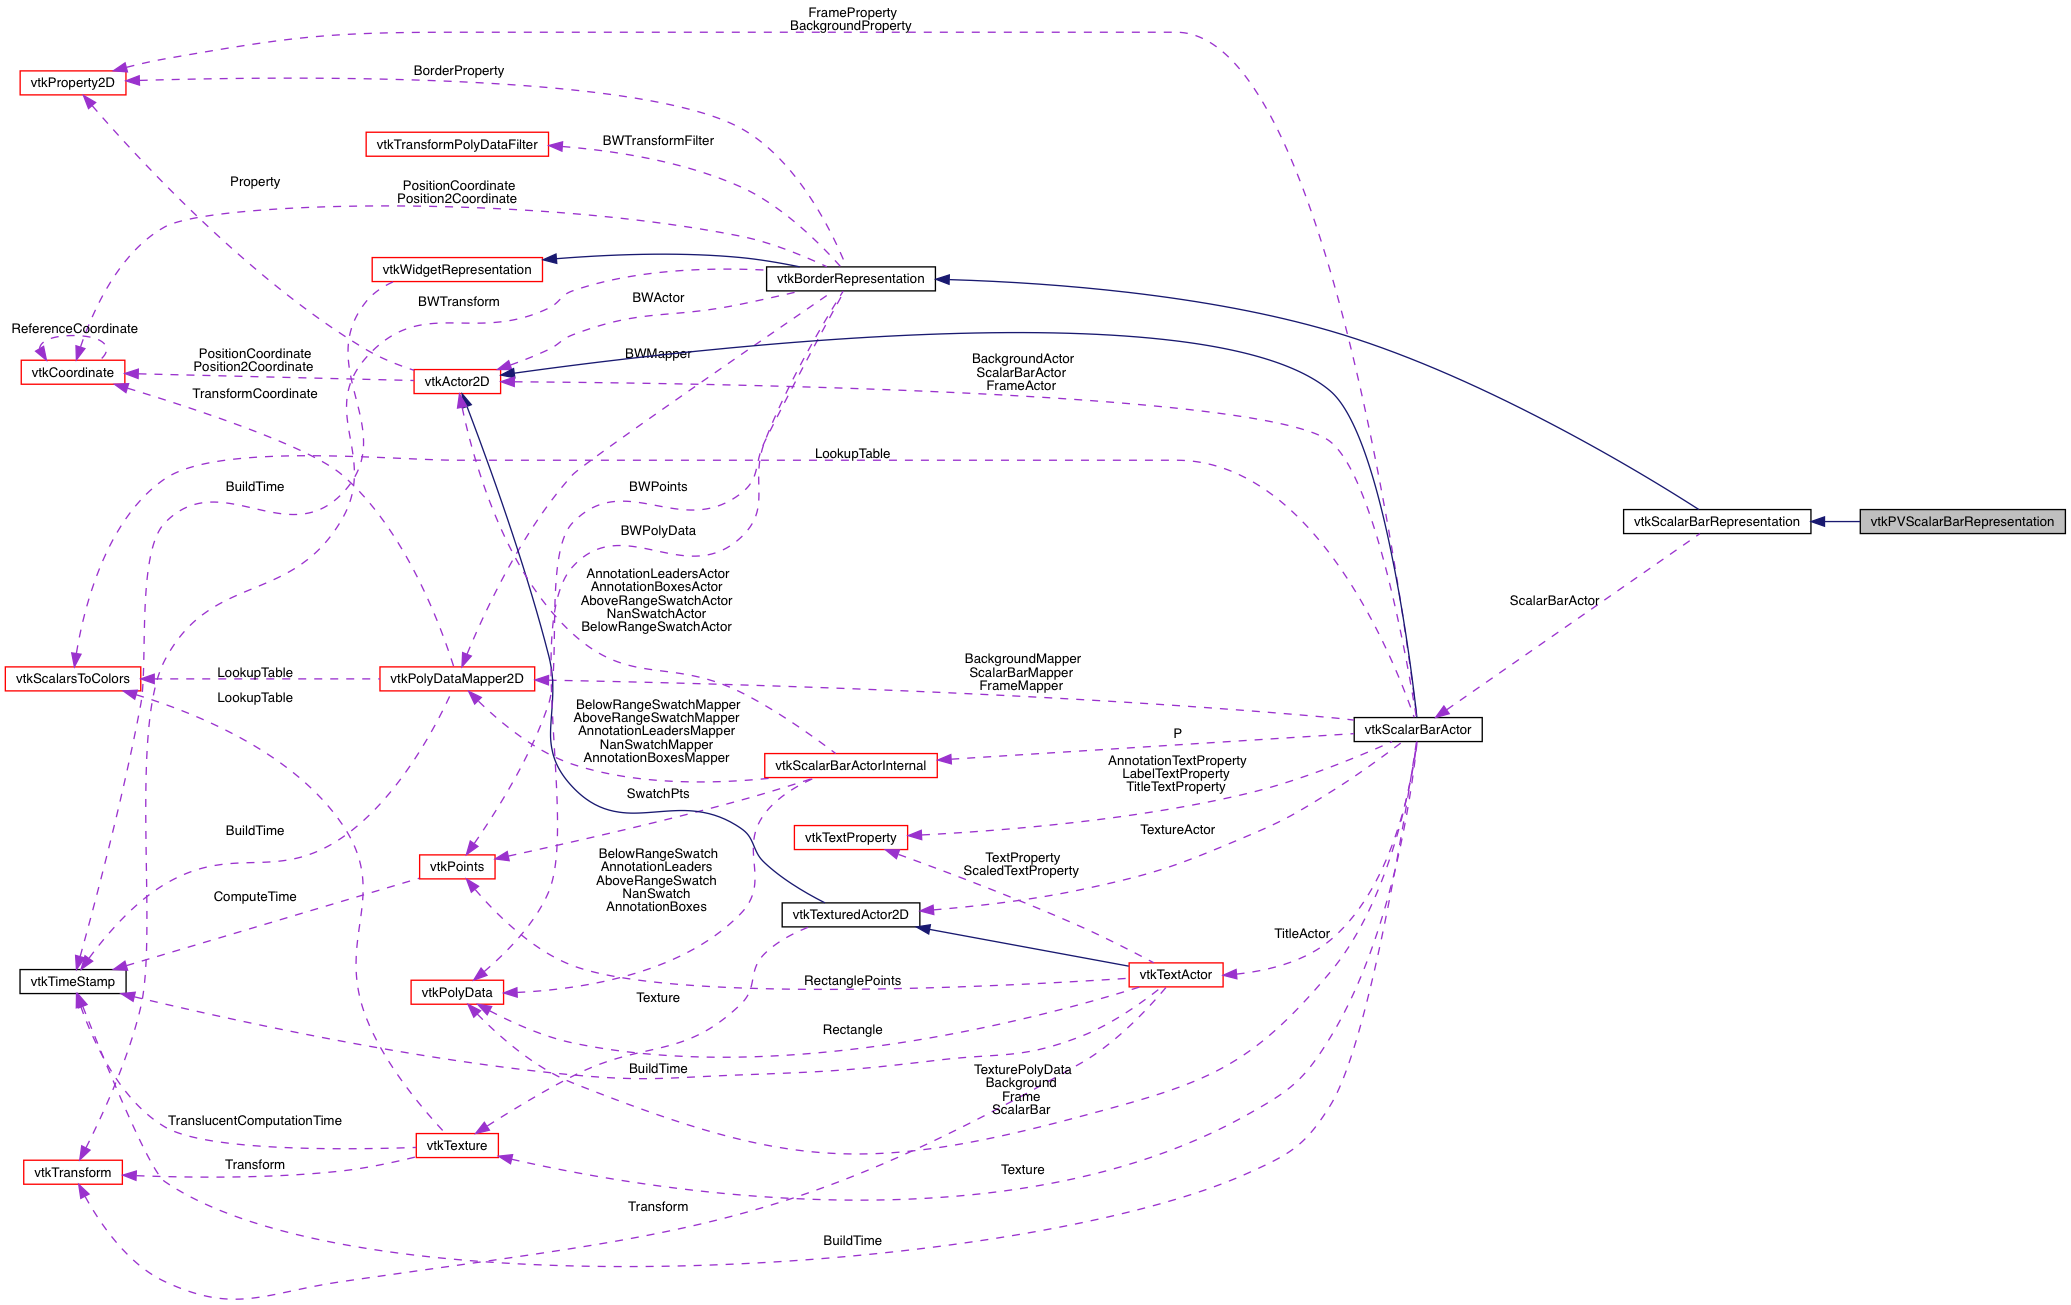 FrameProperty
BackgroundProperty
BorderProperty
vtkProperty2D
BWTransformFilter
vtkTransformPolyDataFilter
Property
PositionCoordinate
Position2Coordinate
vtkWidgetRepresentation
vtkBorderRepresentation
BWTransform
BWActor
ReferenceCoordinate
PositionCoordinate
Position2Coordinate
BWMapper
BackgroundActor
ScalarBarActor
FrameActor
vtkCoordinate
vtkActor2D
TransformCoordinate
LookupTable
BuildTime
BWPoints
vtkScalarBarRepresentation
vtkPVScalarBarRepresentation
BWPolyData
AnnotationLeadersActor
AnnotationBoxesActor
AboveRangeSwatchActor
NanSwatchActor
BelowRangeSwatchActor
ScalarBarActor
BackgroundMapper
ScalarBarMapper
FrameMapper
LookupTable
vtkScalarsToColors
vtkPolyDataMapper2D
LookupTable
BelowRangeSwatchMapper
AboveRangeSwatchMapper
AnnotationLeadersMapper
NanSwatchMapper
AnnotationBoxesMapper
vtkScalarBarActor
P
vtkScalarBarActorInternal
AnnotationTextProperty
LabelTextProperty
TitleTextProperty
SwatchPts
BuildTime
TextureActor
vtkTextProperty
BelowRangeSwatch
AnnotationLeaders
AboveRangeSwatch
NanSwatch
AnnotationBoxes
TextProperty
ScaledTextProperty
vtkPoints
ComputeTime
vtkTexturedActor2D
TitleActor
vtkTextActor
vtkTimeStamp
RectanglePoints
vtkPolyData
Texture
Rectangle
BuildTime
TexturePolyData
Background
Frame
ScalarBar
TranslucentComputationTime
vtkTexture
Transform
vtkTransform
Texture
Transform
BuildTime